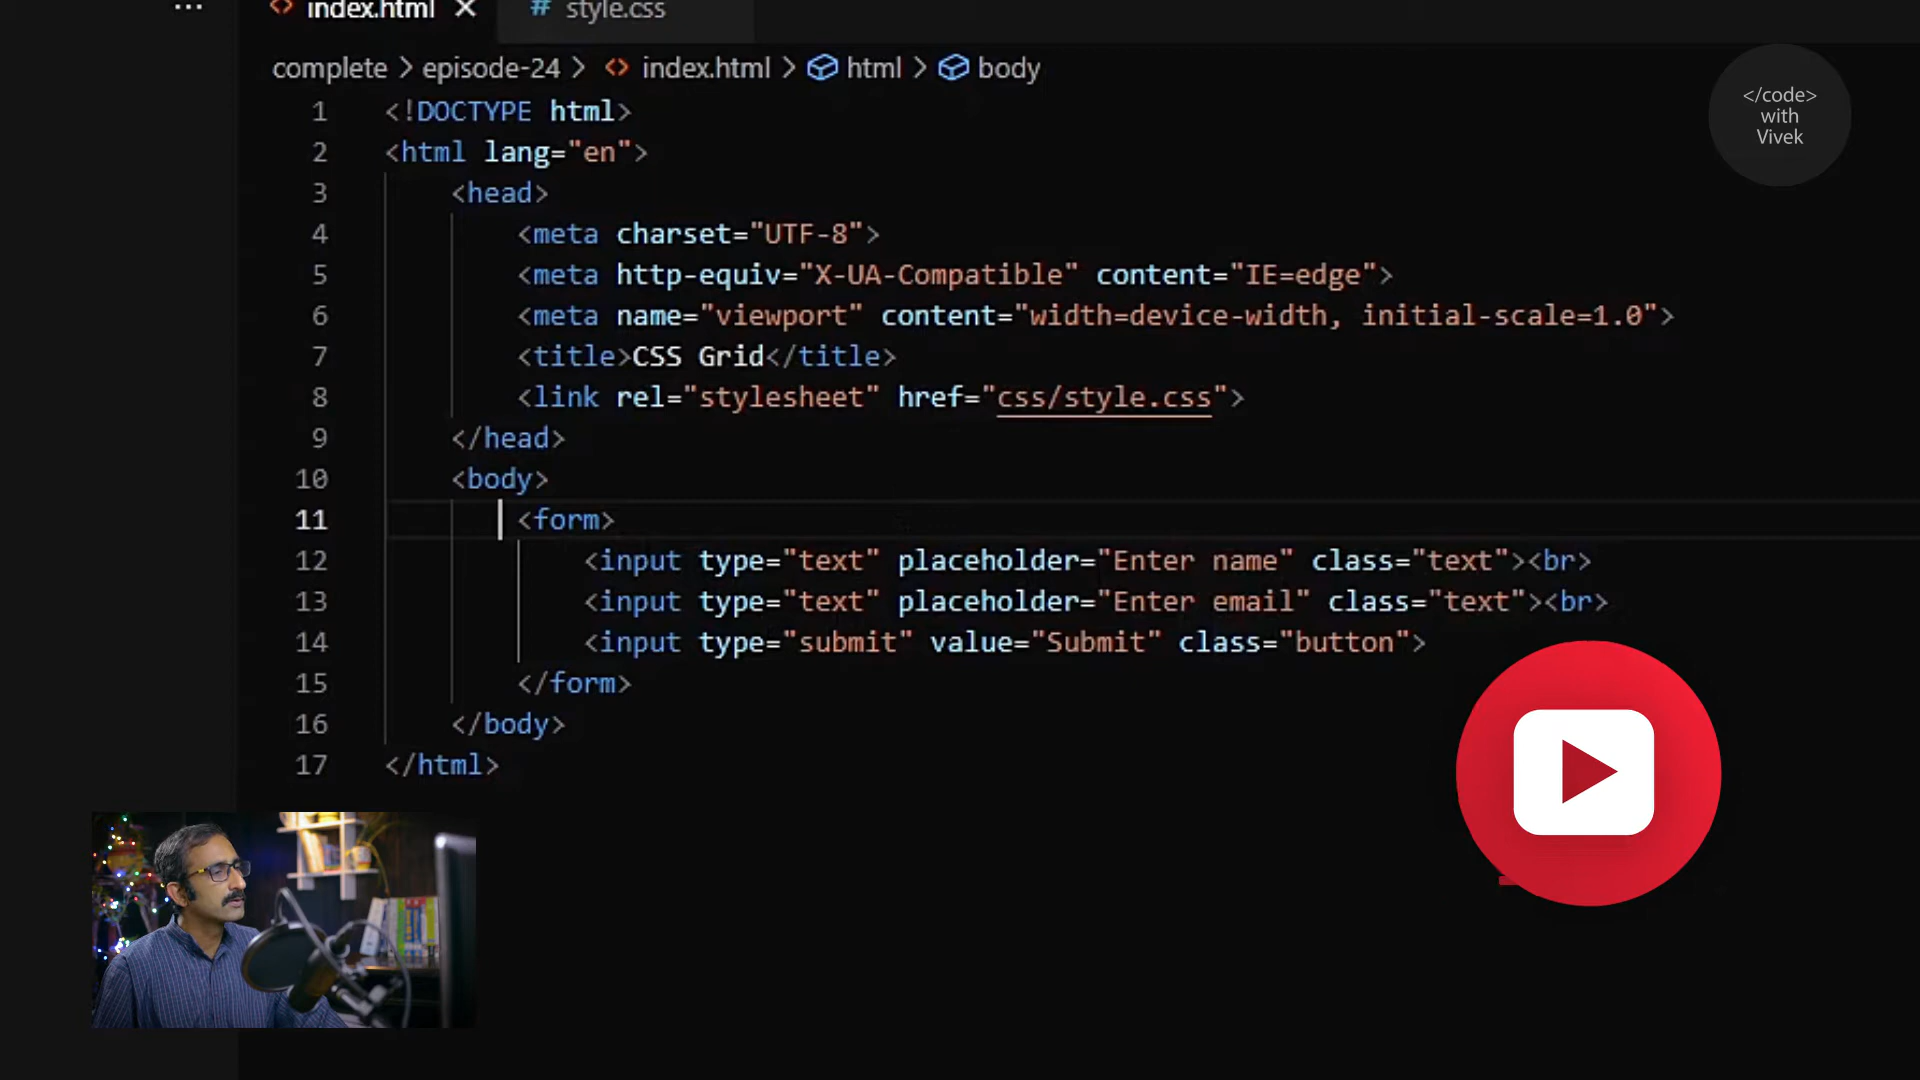 ... index.html × # style.css
complete > episode-24 > <> index.html > html > body
1 <!DOCTYPE html>
2 <html lang="en">
3 <head>
4 <meta charset="UTF-8">
5 <meta http-equiv="X-UA-Compatible" content="IE=edge">
6 <meta name="viewport" content="width=device-width, initial-scale=1.0">
7 <title>CSS Grid</title>
8 <link rel="stylesheet" href="css/style.css">
9 </head>
10 <body>
11 <form>
12 <input type="text" placeholder="Enter name" class="text"><br>
13 <input type="text" placeholder="Enter email" class="text"><br>
14 <input type="submit" value="Submit" class="button">
15 </form>
16 </body>
17 </html>
</code>
with
Vivek